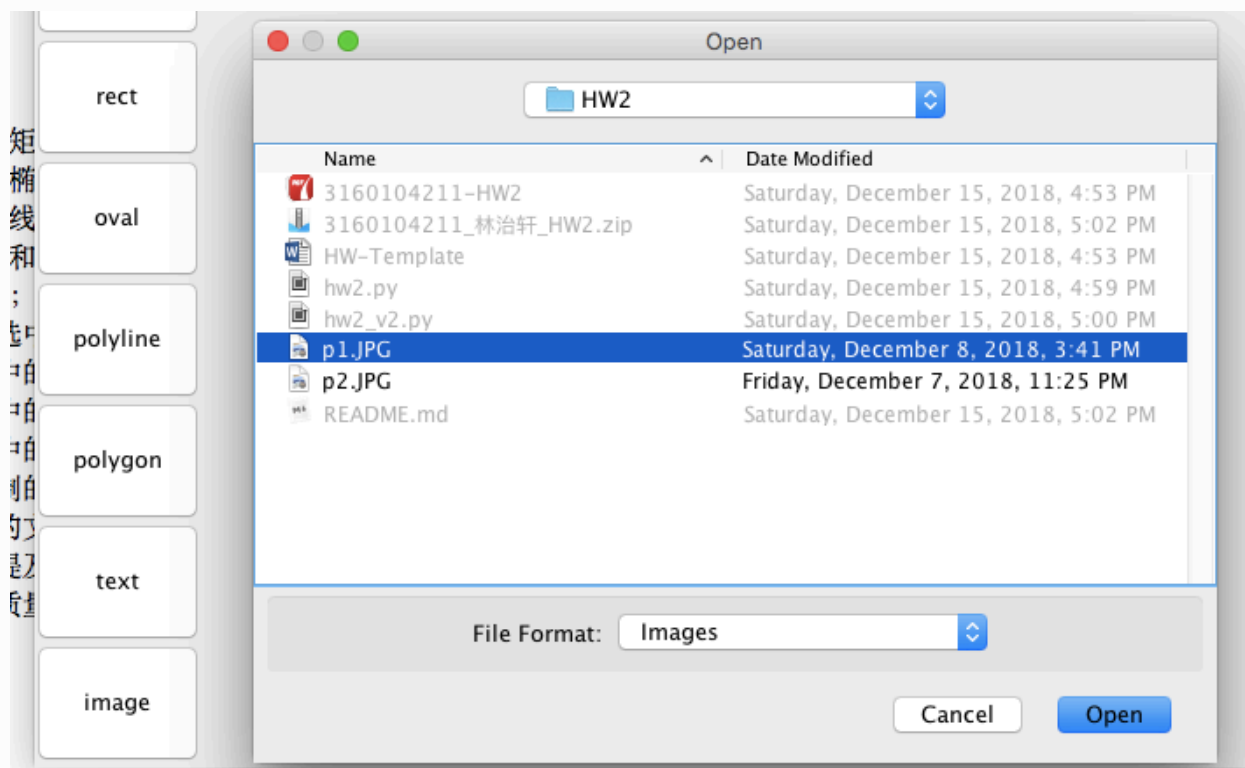 Open
HW2
Name Date Modified
3160104211-HW2 Saturday, December 15, 2018, 4:53 PM
3160104211_林治轩_HW2.zip Saturday, December 15, 2018, 5:02 PM
HW-Template Saturday, December 15, 2018, 4:53 PM
hw2.py Saturday, December 15, 2018, 4:59 PM
hw2_v2.py Saturday, December 15, 2018, 5:00 PM
p1.JPG Saturday, December 8, 2018, 3:41 PM
p2.JPG Friday, December 7, 2018, 11:25 PM
README.md Saturday, December 15, 2018, 5:02 PM
File Format: Images
Cancel Open
rect
oval
polyline
polygon
text
image
矩
椭
线
和
;